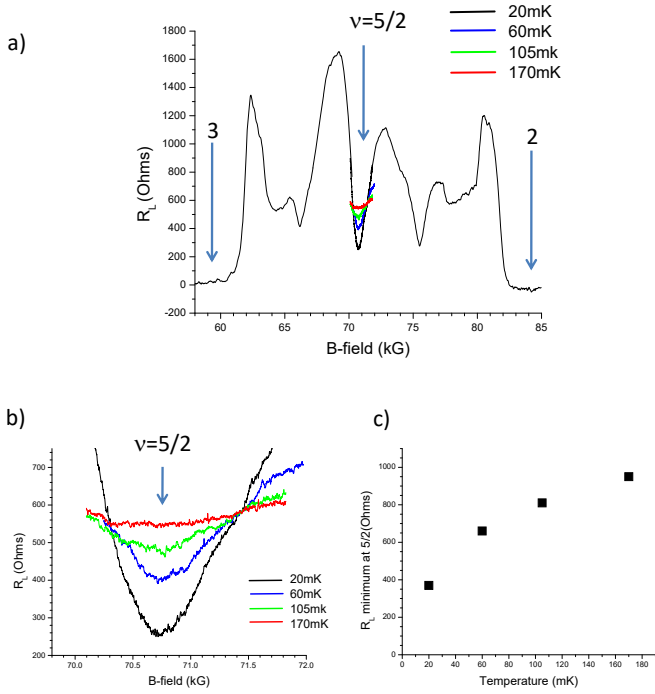 a)
ν=5/2
20mK
60mK
105mk
170mK
3
2
R_L (Ohms)
1800
1600
1400
1200
1000
800
600
400
200
0
-200
60 65 70 75 80 85
B-field (kG)
b)
ν=5/2
R_L (Ohms)
700
600
500
400
300
200
20mK
60mK
105mk
170mK
70.0 70.5 71.0 71.5 72.0
B-field (kG)
c)
R_L minimum at 5/2(Ohms)
1000
800
600
400
200
0
0 20 40 60 80 100 120 140 160 180
Temperature (mK)